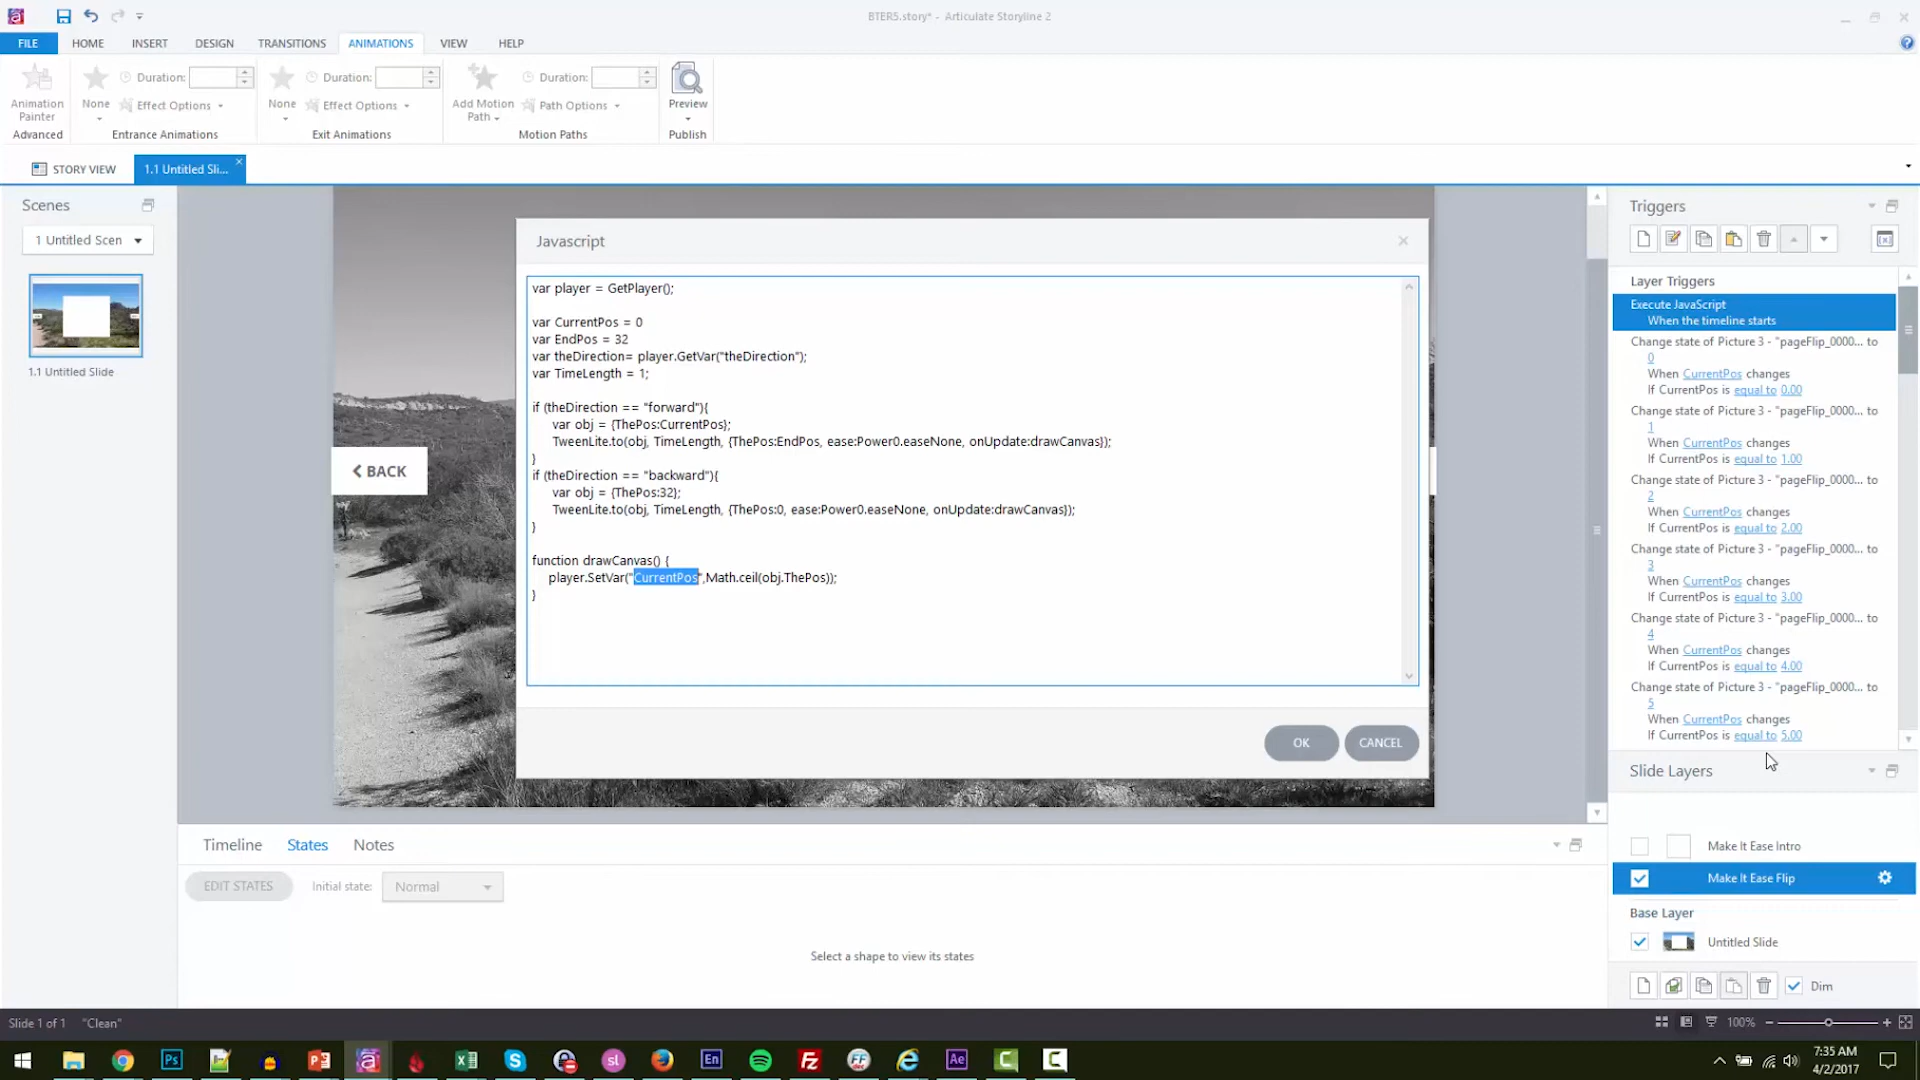 BTER5.story* - Articulate Storyline 2
FILE
HOME
INSERT
DESIGN
TRANSITIONS
ANIMATIONS
VIEW
HELP
Animation
Painter
None
Duration:
Effect Options
None
Duration:
Effect Options
Add Motion
Path
Duration:
Path Options
Preview
Advanced
Entrance Animations
Exit Animations
Motion Paths
Publish
STORY VIEW
1.1 Untitled Sli...
Scenes
1 Untitled Scen
1.1 Untitled Slide
BACK
Javascript
var player = GetPlayer();
var CurrentPos = 0
var EndPos = 32
var theDirection= player.GetVar("theDirection");
var TimeLength = 1;
if (theDirection == "forward"){
var obj = {ThePos:CurrentPos};
TweenLite.to(obj, TimeLength, {ThePos:EndPos, ease:Power0.easeNone, onUpdate:drawCanvas});
}
if (theDirection == "backward"){
var obj = {ThePos:32};
TweenLite.to(obj, TimeLength, {ThePos:0, ease:Power0.easeNone, onUpdate:drawCanvas});
}
function drawCanvas() {
player.SetVar("CurrentPos",Math.ceil(obj.ThePos));
}
OK
CANCEL
Triggers
Layer Triggers
Execute JavaScript
When the timeline starts
Change state of Picture 3 - "pageFlip_0000... to
0
When CurrentPos changes
If CurrentPos is equal to 0.00
Change state of Picture 3 - "pageFlip_0000... to
1
When CurrentPos changes
If CurrentPos is equal to 1.00
Change state of Picture 3 - "pageFlip_0000... to
2
When CurrentPos changes
If CurrentPos is equal to 2.00
Change state of Picture 3 - "pageFlip_0000... to
3
When CurrentPos changes
If CurrentPos is equal to 3.00
Change state of Picture 3 - "pageFlip_0000... to
4
When CurrentPos changes
If CurrentPos is equal to 4.00
Change state of Picture 3 - "pageFlip_0000... to
5
When CurrentPos changes
If CurrentPos is equal to 5.00
Slide Layers
Make It Ease Intro
Make It Ease Flip
Base Layer
Untitled Slide
Dim
Timeline
States
Notes
EDIT STATES
Initial state:
Normal
Select a shape to view its states
Slide 1 of 1
"Clean"
100%
7:35 AM
4/2/2017